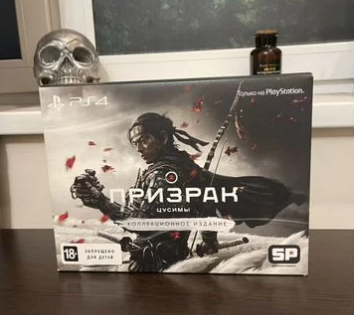 PS4
Только на PlayStation.
ПРИЗРАК
ЦУСИМЫ
КОЛЛЕКЦИОННОЕ ИЗДАНИЕ
18+
ЗАПРЕЩЕНО
ДЛЯ ДЕТЕЙ
SP